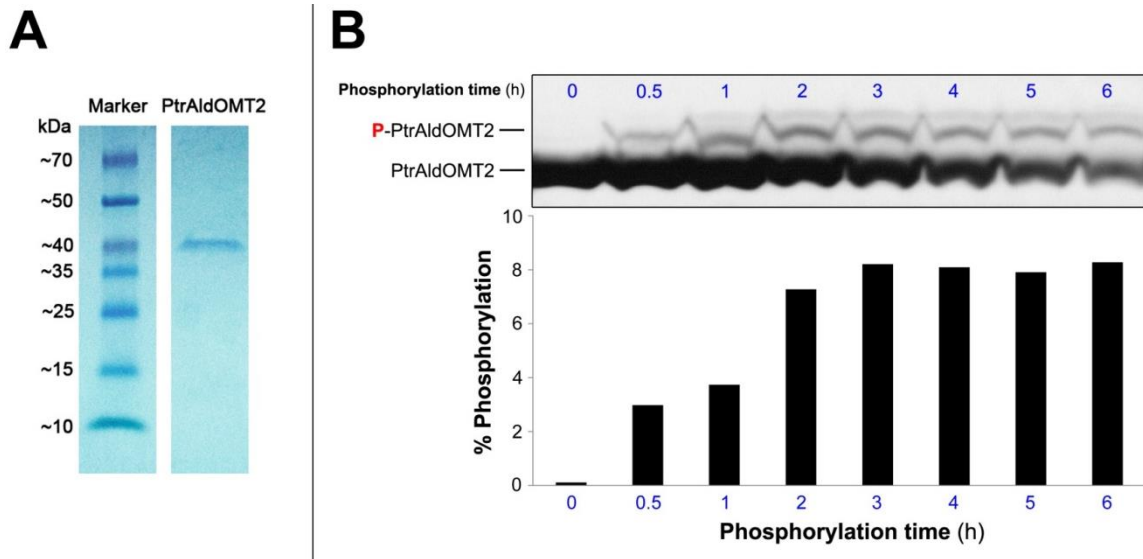 A
Marker PtrAldOMT2
kDa
~70
~50
~40
~35
~25
~15
~10
B
Phosphorylation time (h) 0 0.5 1 2 3 4 5 6
P-PtrAldOMT2
PtrAldOMT2
% Phosphorylation
10
8
6
4
2
0
0 0.5 1 2 3 4 5 6
Phosphorylation time (h)